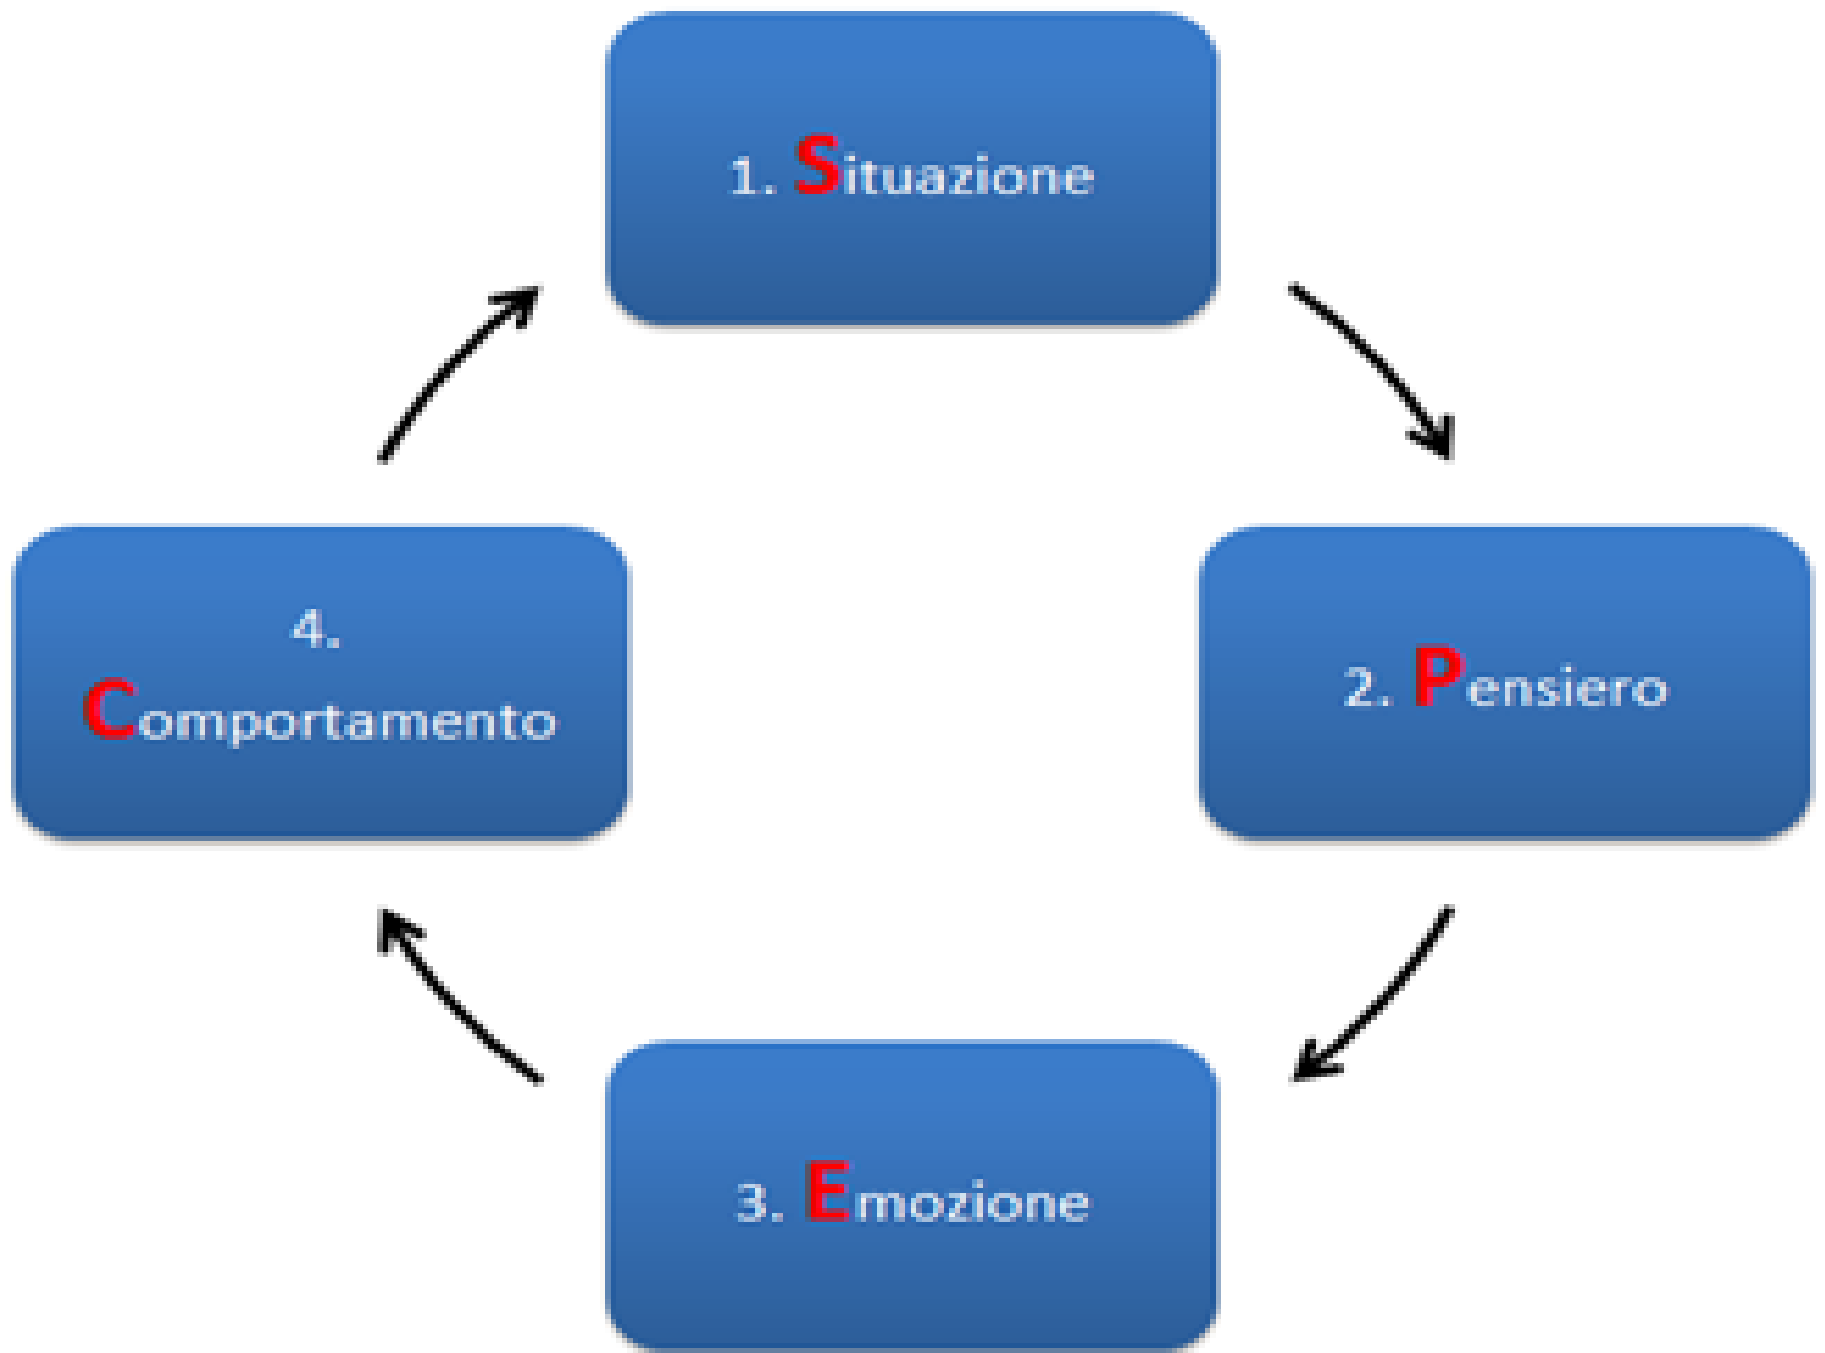 1. Situazione
2. Pensiero
3. Emozione
4.
Comportamento